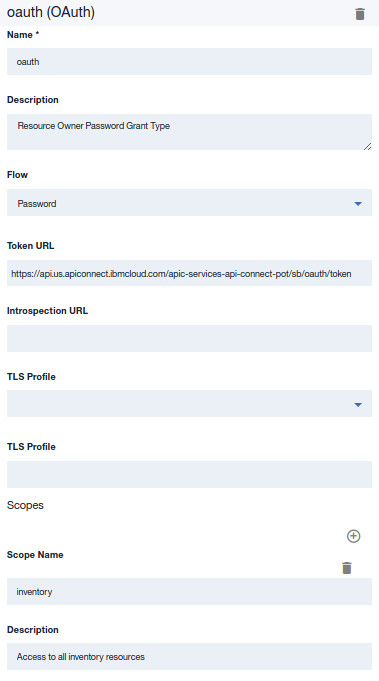 oauth (OAuth)
Name *
oauth
Description
Resource Owner Password Grant Type
Flow
Password
Token URL
https://api.us.apiconnect.ibmcloud.com/apic-services-api-connect-pot/sb/oauth/token
Introspection URL
TLS Profile
TLS Profile
Scopes
Scope Name
inventory
Description
Access to all inventory resources